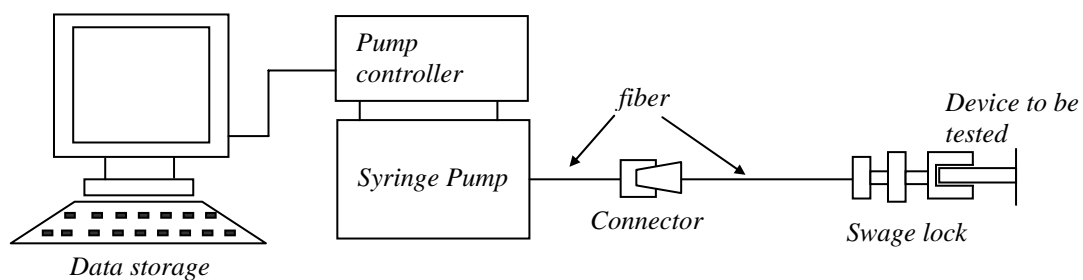 Pump
controller
fiber
Device to be
tested
Syringe Pump
Connector
Swage lock
Data storage